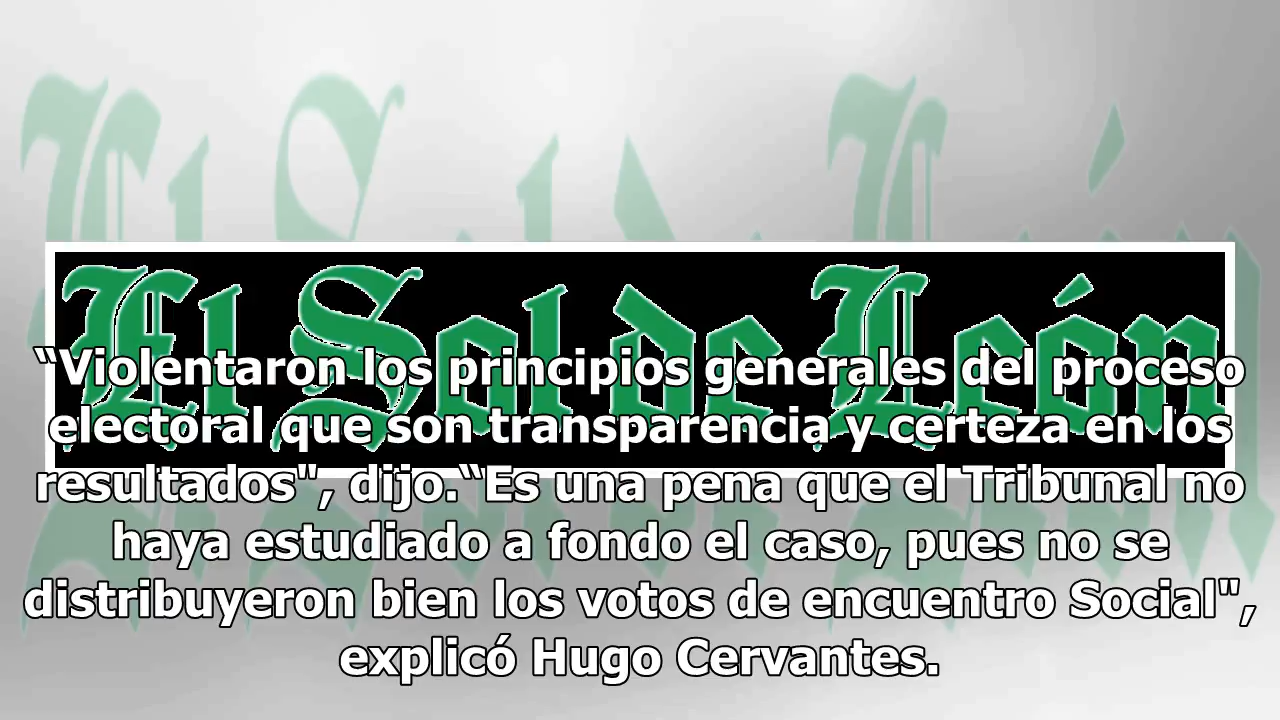 El Sol de León
“Violentaron los principios generales del proceso
electoral que son transparencia y certeza en los
resultados", dijo.“Es una pena que el Tribunal no
haya estudiado a fondo el caso, pues no se
distribuyeron bien los votos de encuentro Social",
explicó Hugo Cervantes.